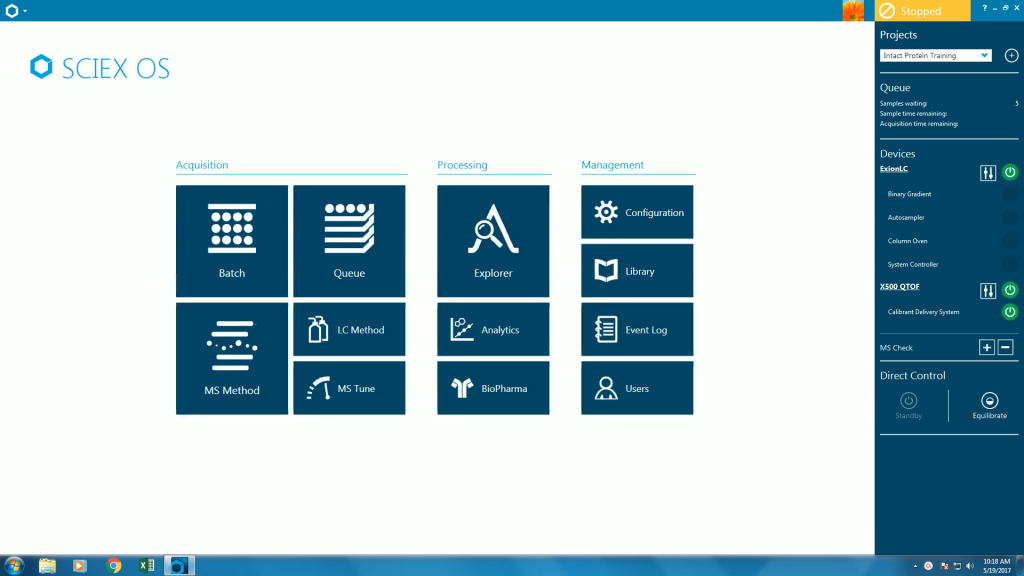 Stopped
?
Projects
Intact Protein Training
Queue
Samples waiting: 5
Sample time remaining:
Acquisition time remaining:
Devices
ExionLC
Binary Gradient
Autosampler
Column Oven
System Controller
X500 QTOF
Calibrant Delivery System
MS Check
Direct Control
Standby
Equilibrate
SCIEX OS
Acquisition
Processing
Management
Batch
Queue
Explorer
Configuration
Library
MS Method
LC Method
MS Tune
Analytics
BioPharma
Event Log
Users
10:18 AM
5/19/2017